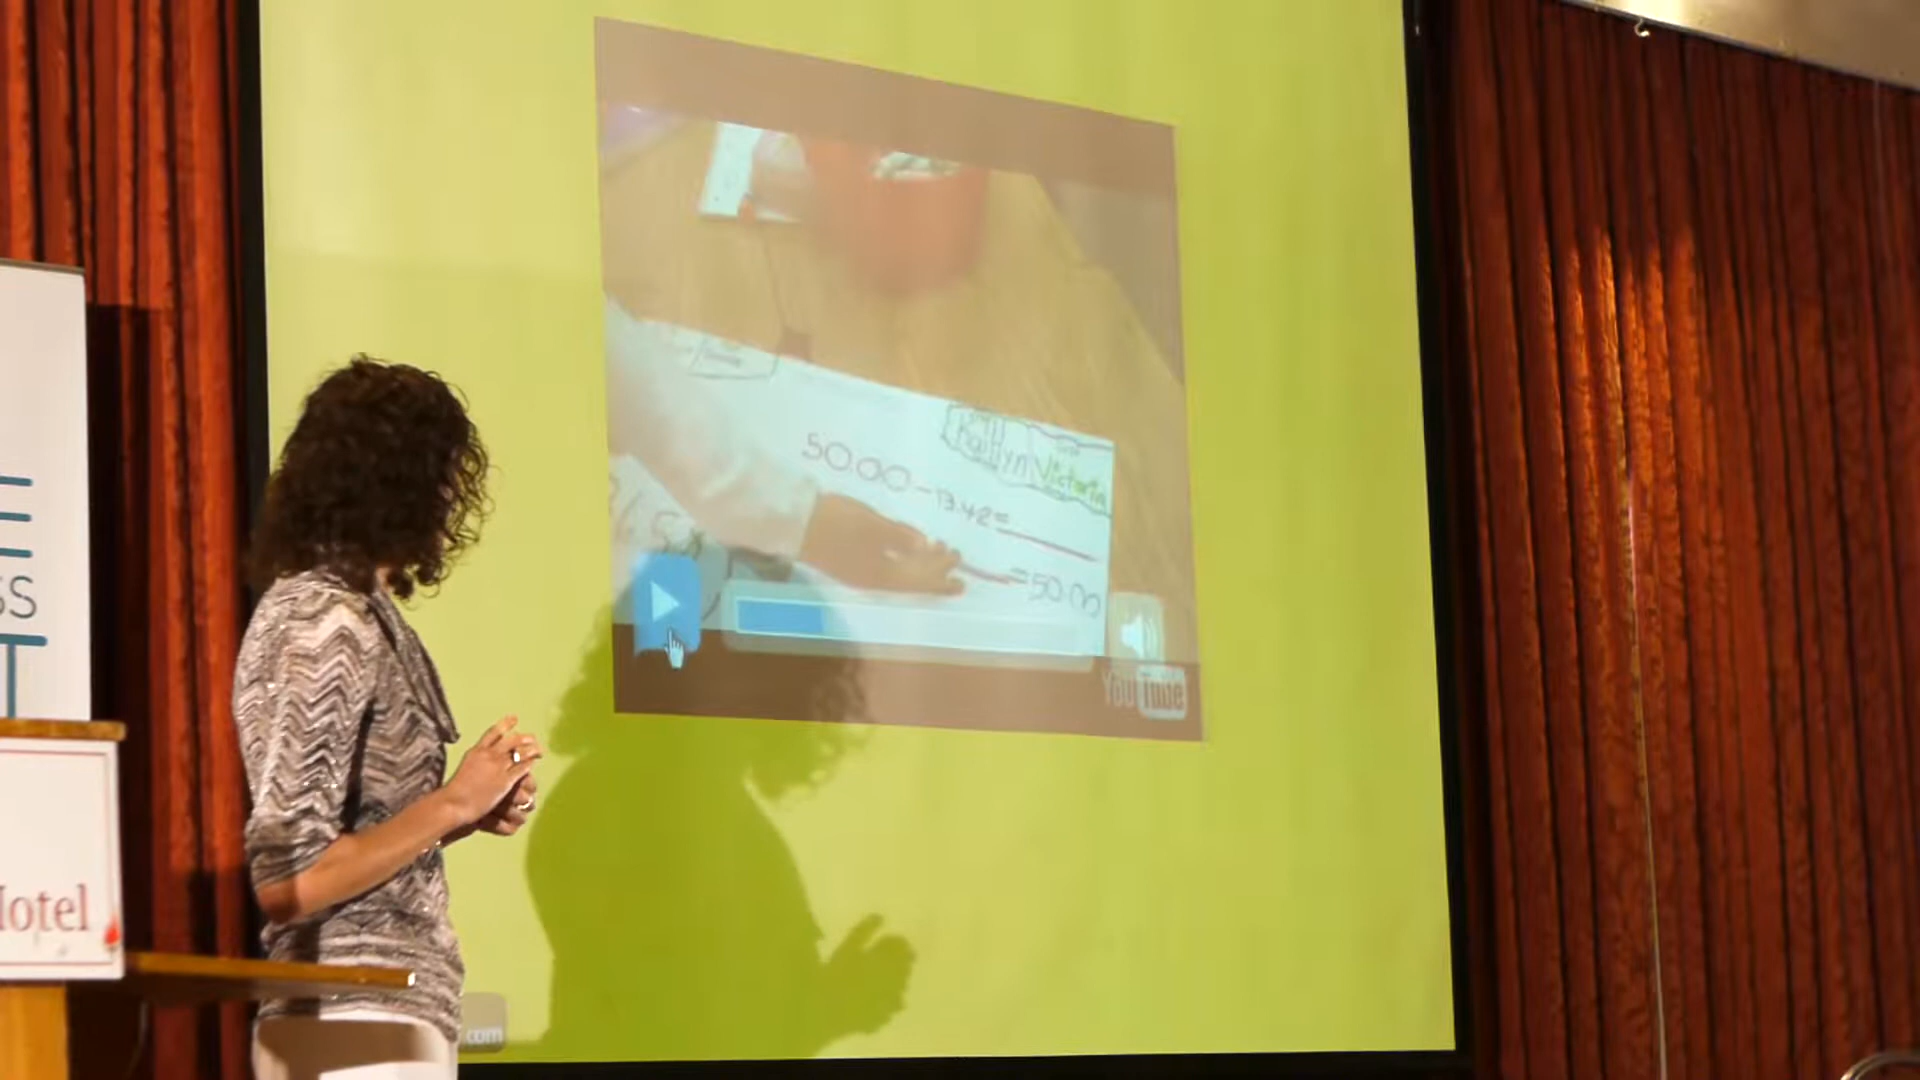 Kaitlyn
Victoria
50.00 - 13.42 =
= 50.00
YouTube
SS
Hotel
.com